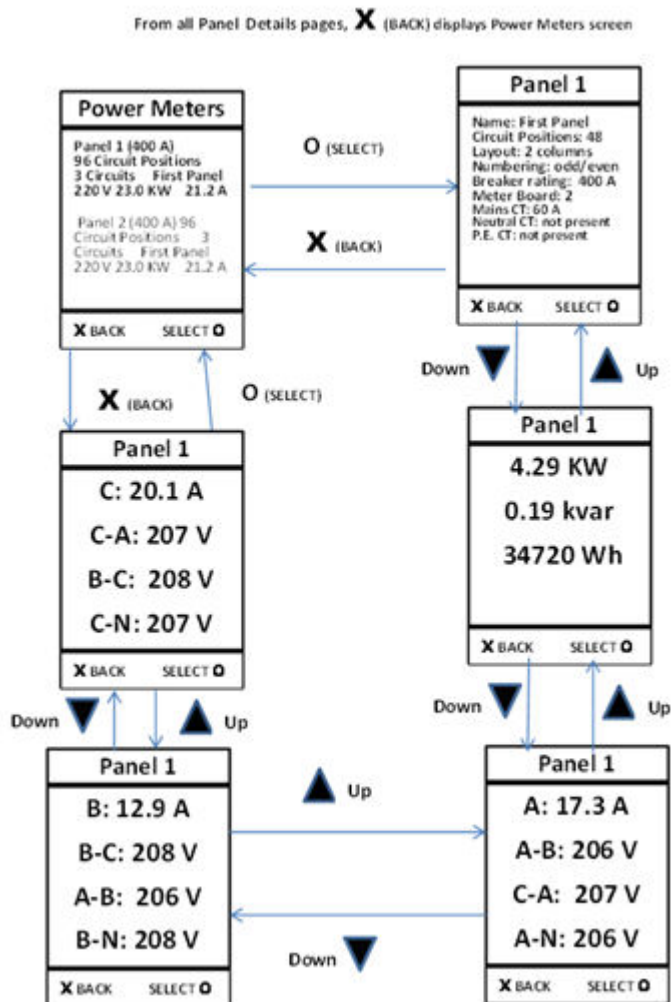 From all Panel Details pages, X (BACK) displays Power Meters screen
Power Meters
Panel 1 (400 A)
96 Circuit Positions
3 Circuits First Panel
220 V 23.0 KW 21.2 A
Panel 2 (400 A) 96
Circuit Positions 3
Circuits First Panel
220 V 23.0 KW 21.2 A
X BACK SELECT O
O (SELECT)
X (BACK)
Panel 1
Name: First Panel
Circuit Positions: 48
Layout: 2 columns
Numbering: odd/even
Breaker rating: 400 A
Meter Board: 2
Mains CT: 60 A
Neutral CT: not present
P.E. CT: not present
X BACK SELECT O
X (BACK)
O (SELECT)
Down
Up
Panel 1
C: 20.1 A
C-A: 207 V
B-C: 208 V
C-N: 207 V
X BACK SELECT O
Panel 1
4.29 KW
0.19 kvar
34720 Wh
X BACK SELECT O
Down
Up
Down
Up
Panel 1
B: 12.9 A
B-C: 208 V
A-B: 206 V
B-N: 208 V
X BACK SELECT O
Up
Down
Panel 1
A: 17.3 A
A-B: 206 V
C-A: 207 V
A-N: 206 V
X BACK SELECT O